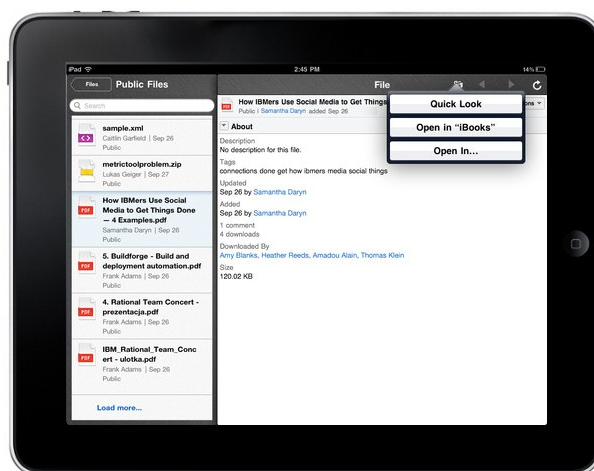 iPad
2:45 PM
14%
Files
Public Files
Search
sample.xml
Caitlin Garfield | Sep 26
Public
metrictoolproblem.zip
Lukas Geiger | Sep 27
Public
PDF
How IBMers Use Social
Media to Get Things Done
— 4 Examples.pdf
Samantha Daryn | Sep 26
Public
PDF
5. Buildforge - Build and
deployment automation.pdf
Frank Adams | Sep 26
Public
PDF
4. Rational Team Concert -
prezentacja.pdf
Frank Adams | Sep 26
Public
PDF
IBM_Rational_Team_Conc
ert - ulotka.pdf
Frank Adams | Sep 26
Public
Load more...
File
How IBMers Use Social Media to Get Things
Public | Samantha Daryn added Sep 26
Quick Look
Open in “iBooks”
Open In...
About
Description
No description for this file.
Tags
connections done get how ibmers media social things
Updated
Sep 26 by Samantha Daryn
Added
Sep 26 by Samantha Daryn
1 comment
4 downloads
Downloaded By
Amy Blanks, Heather Reeds, Amadou Alain, Thomas Klein
Size
120.02 KB